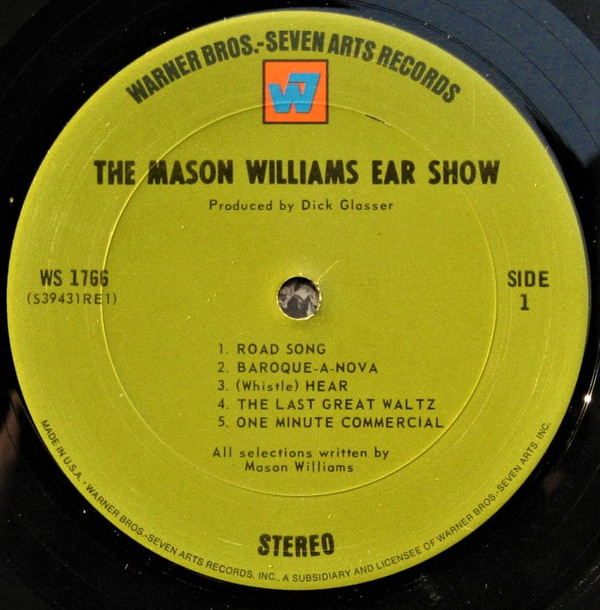 WARNER BROS.-SEVEN ARTS RECORDS
W7
THE MASON WILLIAMS EAR SHOW
Produced by Dick Glasser
WS 1766
(S39431RE1)
SIDE
1
1. ROAD SONG
2. BAROQUE-A-NOVA
3. (Whistle) HEAR
4. THE LAST GREAT WALTZ
5. ONE MINUTE COMMERCIAL
All selections written by
Mason Williams
STEREO
MADE IN U.S.A. • WARNER BROS.-SEVEN ARTS RECORDS, INC., A SUBSIDIARY AND LICENSEE OF WARNER BROS.-SEVEN ARTS, INC.